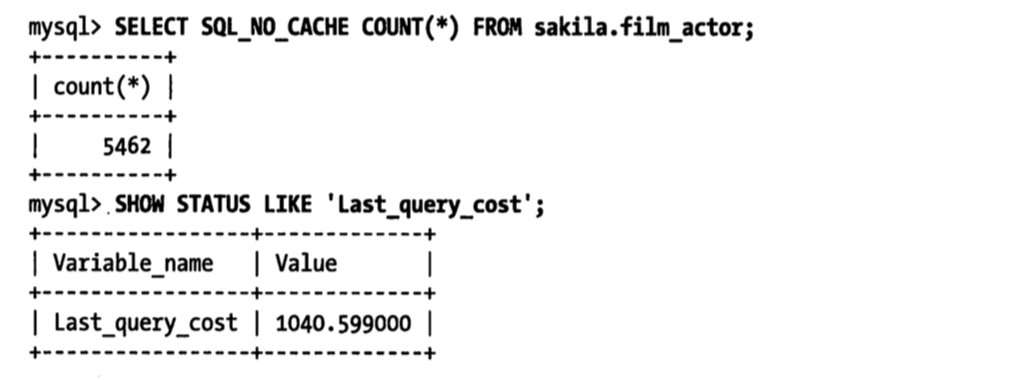 mysql> SELECT SQL_NO_CACHE COUNT(*) FROM sakila.film_actor;
+----------+
| count(*) |
+----------+
|     5462 |
+----------+
mysql> SHOW STATUS LIKE 'Last_query_cost';
+-----------------+-------------+
| Variable_name   | Value       |
+-----------------+-------------+
| Last_query_cost | 1040.599000 |
+-----------------+-------------+